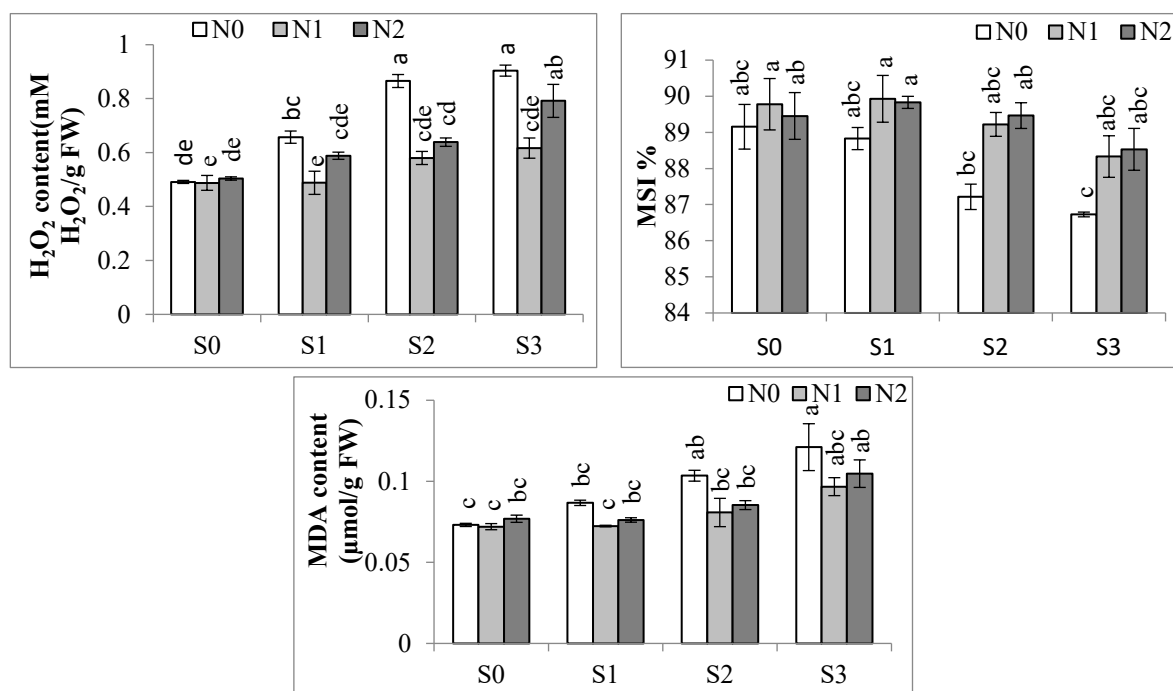 N0 N1 N2
H₂O₂ content(mM
H₂O₂/g FW)
1
0.8
0.6
0.4
0.2
0
de e de bc e cde a cde cd a cde ab
S0 S1 S2 S3
N0 N1 N2
MSI %
91
90
89
88
87
86
85
84
abc a ab abc a a bc abc ab c abc abc
S0 S1 S2 S3
N0 N1 N2
MDA content
(µmol/g FW)
0.15
0.1
0.05
0
c c bc bc c bc ab bc bc a abc ab
S0 S1 S2 S3